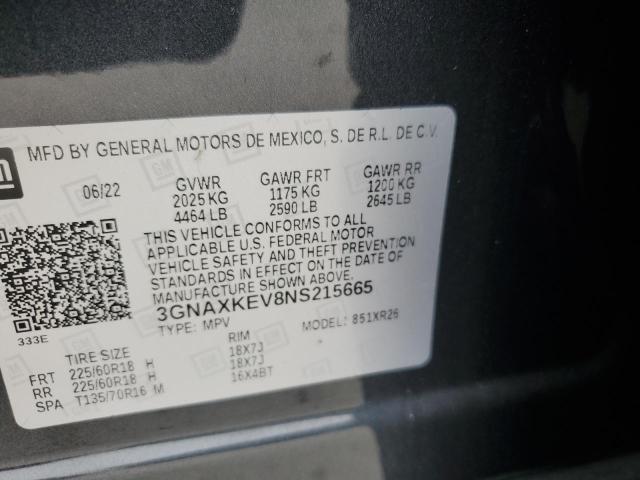 gm
MFD BY GENERAL MOTORS DE MEXICO, S. DE R.L. DE C.V.
06/22 GVWR GAWR FRT GAWR RR
2025 KG 1175 KG 1200 KG
4464 LB 2590 LB 2645 LB
THIS VEHICLE CONFORMS TO ALL
APPLICABLE U.S. FEDERAL MOTOR
VEHICLE SAFETY AND THEFT PREVENTION
STANDARDS IN EFFECT ON THE DATE OF
MANUFACTURE SHOWN ABOVE.
3GNAXKEV8NS215665
TYPE: MPV MODEL: 851XR26
333E
TIRE SIZE RIM
FRT 225/60R18 H 18X7J
RR 225/60R18 H 18X7J
SPA T135/70R16 M 16X4BT